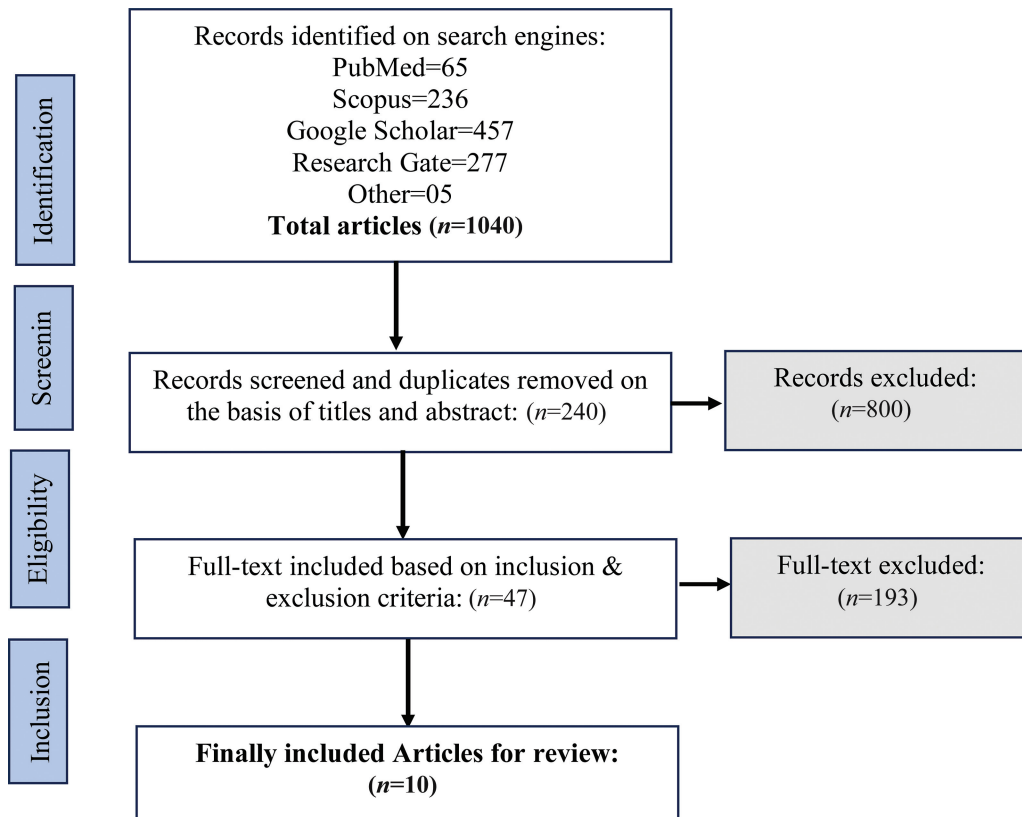 Identification
Records identified on search engines:
PubMed=65
Scopus=236
Google Scholar=457
Research Gate=277
Other=05
Total articles (n=1040)
Screenin
Records screened and duplicates removed on
the basis of titles and abstract: (n=240)
Records excluded:
(n=800)
Eligibility
Full-text included based on inclusion &
exclusion criteria: (n=47)
Full-text excluded:
(n=193)
Inclusion
Finally included Articles for review:
(n=10)